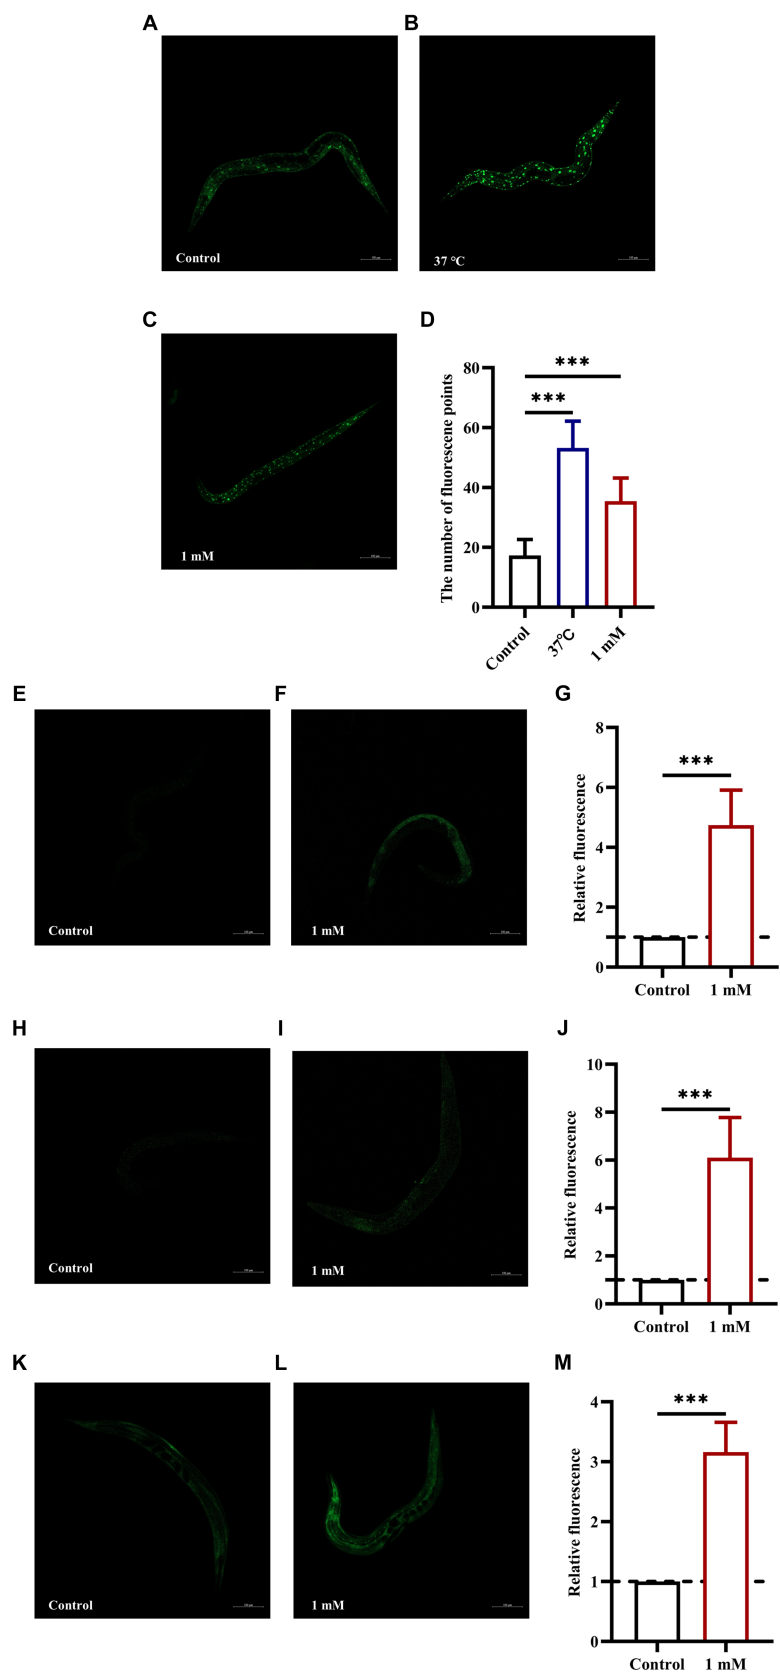 A
B
Control
37 °C
C
D
The number of fluorescene points
80
60
40
20
0
***
***
Control
37°C
1 mM
1 mM
E
F
G
Control
1 mM
Relative fluorescence
8
6
4
2
0
***
Control
1 mM
H
I
J
Control
1 mM
Relative fluorescence
10
8
6
4
2
0
***
Control
1 mM
K
L
M
Control
1 mM
Relative fluorescence
4
3
2
1
0
***
Control
1 mM